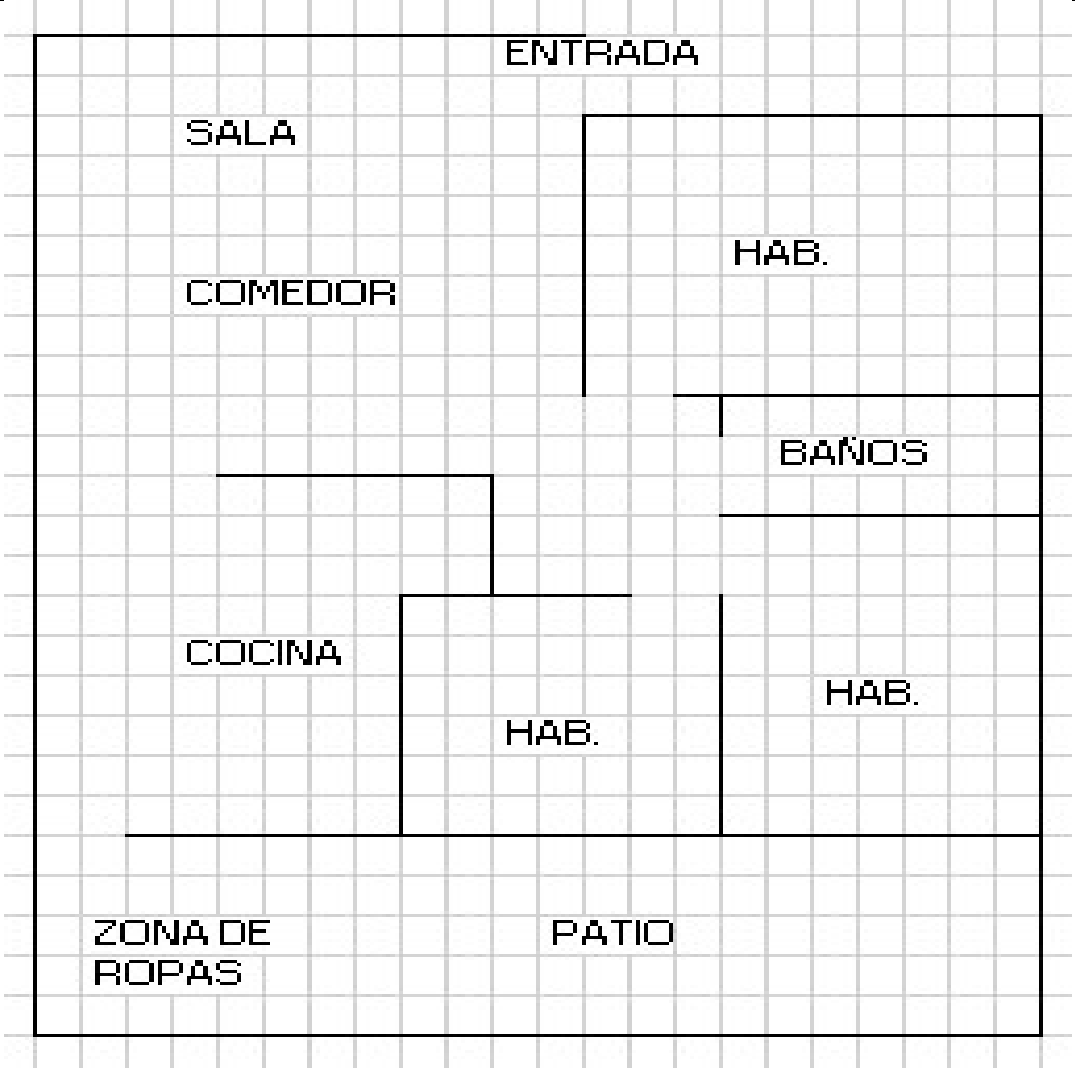 ENTRADA
SALA
HAB.
COMEDOR
BAÑOS
COCINA
HAB.
HAB.
ZONA DE
ROPAS
PATIO